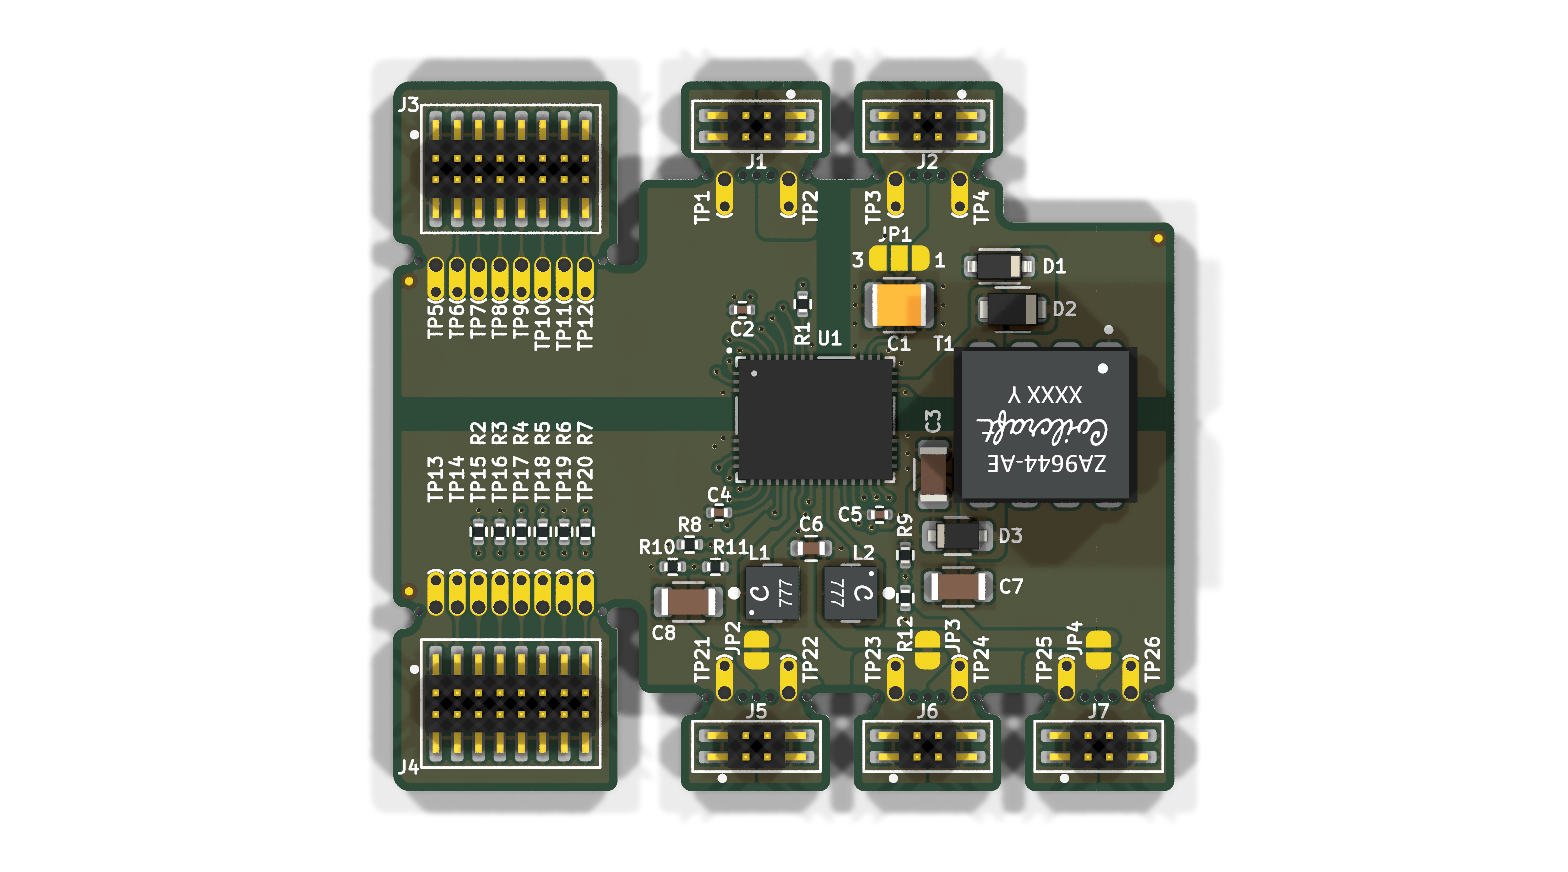 J3
J1
J2
TP1
TP2
TP3
TP4
JP1
3
1
D1
D2
TP5
TP6
TP7
TP8
TP9
TP10
TP11
TP12
C2
R1
U1
C1
T1
XXXX Y
Coilcraft
ZA9644-AE
C3
R2
R3
R4
R5
R6
R7
TP13
TP14
TP15
TP16
TP17
TP18
TP19
TP20
C4
C5
R8
R9
C6
D3
R10
R11
L1
L2
C
777
777
C
C7
C8
R12
JP2
JP3
JP4
TP21
TP22
TP23
TP24
TP25
TP26
J5
J6
J7
J4